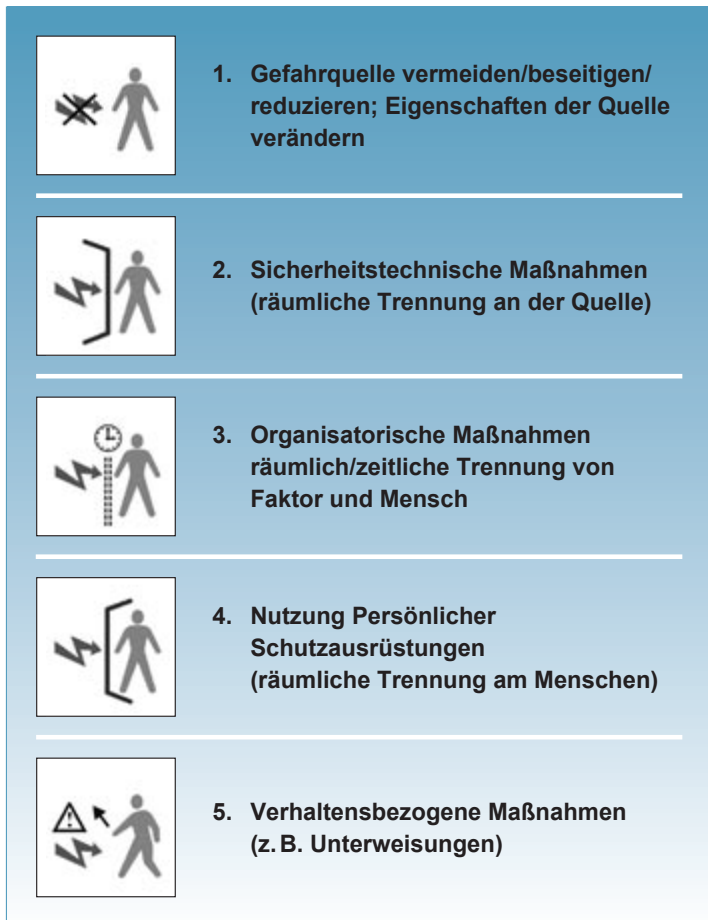 1. Gefahrquelle vermeiden/beseitigen/
reduzieren; Eigenschaften der Quelle
verändern
2. Sicherheitstechnische Maßnahmen
(räumliche Trennung an der Quelle)
3. Organisatorische Maßnahmen
räumlich/zeitliche Trennung von
Faktor und Mensch
4. Nutzung Persönlicher
Schutzausrüstungen
(räumliche Trennung am Menschen)
5. Verhaltensbezogene Maßnahmen
(z. B. Unterweisungen)